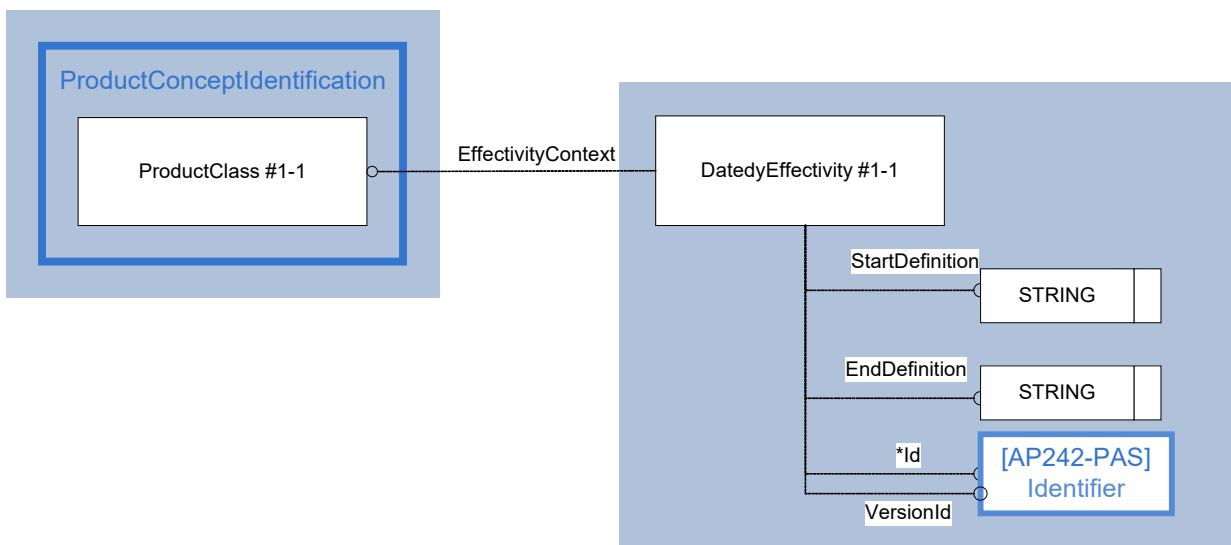 ProductConceptIdentification
ProductClass #1-1
EffectivityContext
DatedyEffectivity #1-1
StartDefinition
STRING
EndDefinition
STRING
*Id
[AP242-PAS]
Identifier
VersionId